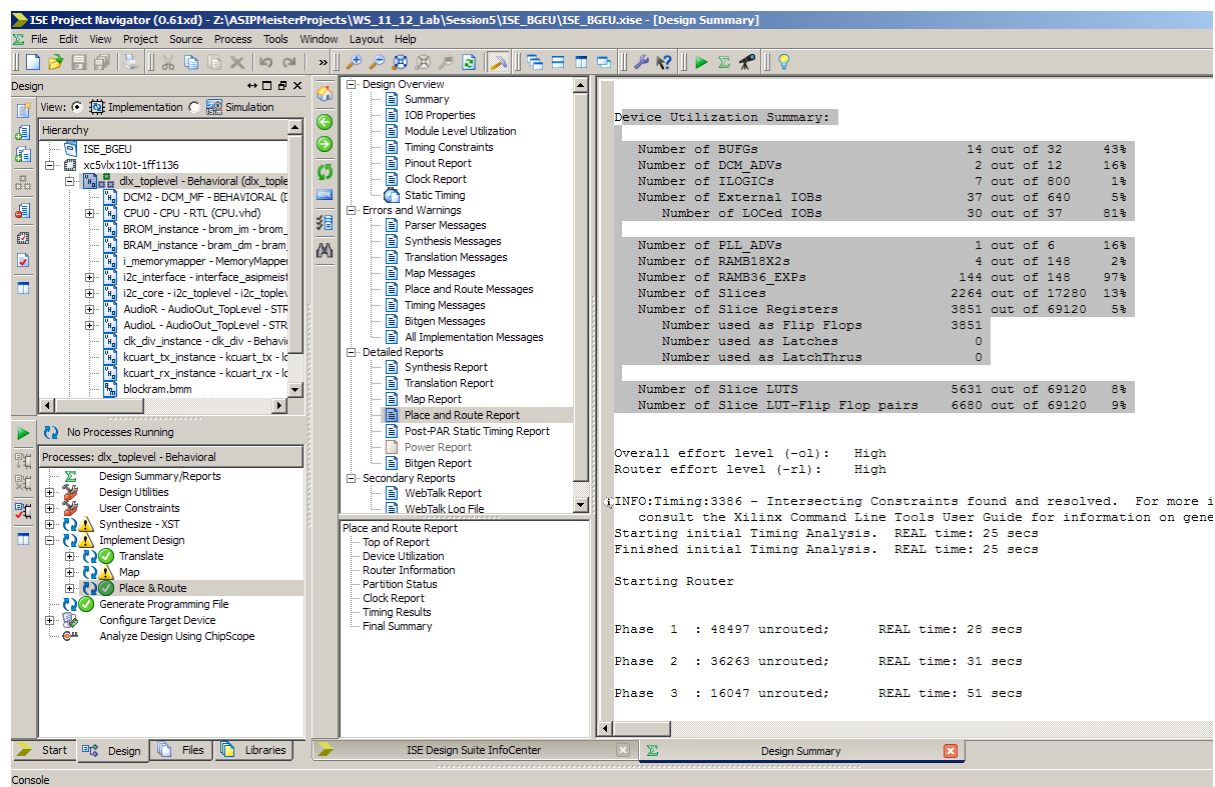 ISE Project Navigator (O.61xd) - Z:\ASIPMeisterProjects\WS_11_12_Lab\Session5\ISE_BGEU\ISE_BGEU.xise - [Design Summary]
File Edit View Project Source Process Tools Window Layout Help
Design
View: Implementation Simulation
Hierarchy
ISE_BGEU
xc5vlx110t-1ff1136
dlx_toplevel - Behavioral (dlx_tople
DCM2 - DCM_MF - BEHAVIORAL (D
CPU0 - CPU - RTL (CPU.vhd)
BROM_instance - brom_im - brom_
BRAM_instance - bram_dm - bram_
i_memorymapper - MemoryMapper
i2c_interface - interface_asipmeist
i2c_core - i2c_toplevel - i2c_toplev
AudioR - AudioOut_TopLevel - STR
AudioL - AudioOut_TopLevel - STR
clk_div_instance - clk_div - Behavio
kcuart_tx_instance - kcuart_tx - lo
kcuart_rx_instance - kcuart_rx - lo
blockram.bmm
No Processes Running
Processes: dlx_toplevel - Behavioral
Design Summary/Reports
Design Utilities
User Constraints
Synthesize - XST
Implement Design
Translate
Map
Place & Route
Generate Programming File
Configure Target Device
Analyze Design Using ChipScope
Start Design Files Libraries
Design Overview
Summary
IOB Properties
Module Level Utilization
Timing Constraints
Pinout Report
Clock Report
Static Timing
Errors and Warnings
Parser Messages
Synthesis Messages
Translation Messages
Map Messages
Place and Route Messages
Timing Messages
Bitgen Messages
All Implementation Messages
Detailed Reports
Synthesis Report
Translation Report
Map Report
Place and Route Report
Post-PAR Static Timing Report
Power Report
Bitgen Report
Secondary Reports
WebTalk Report
WebTalk Log File
Place and Route Report
Top of Report
Device Utilization
Router Information
Partition Status
Clock Report
Timing Results
Final Summary
Device Utilization Summary:
Number of BUFGs 14 out of 32 43%
Number of DCM_ADVs 2 out of 12 16%
Number of ILOGICs 7 out of 800 1%
Number of External IOBs 37 out of 640 5%
Number of LOCed IOBs 30 out of 37 81%
Number of PLL_ADVs 1 out of 6 16%
Number of RAMB18X2s 4 out of 148 2%
Number of RAMB36_EXPs 144 out of 148 97%
Number of Slices 2264 out of 17280 13%
Number of Slice Registers 3851 out of 69120 5%
Number used as Flip Flops 3851
Number used as Latches 0
Number used as LatchThrus 0
Number of Slice LUTS 5631 out of 69120 8%
Number of Slice LUT-Flip Flop pairs 6680 out of 69120 9%
Overall effort level (-ol): High
Router effort level (-rl): High
INFO:Timing:3386 - Intersecting Constraints found and resolved. For more i
consult the Xilinx Command Line Tools User Guide for information on gene
Starting initial Timing Analysis. REAL time: 25 secs
Finished initial Timing Analysis. REAL time: 25 secs
Starting Router
Phase 1 : 48497 unrouted; REAL time: 28 secs
Phase 2 : 36263 unrouted; REAL time: 31 secs
Phase 3 : 16047 unrouted; REAL time: 51 secs
ISE Design Suite InfoCenter
Design Summary
Console